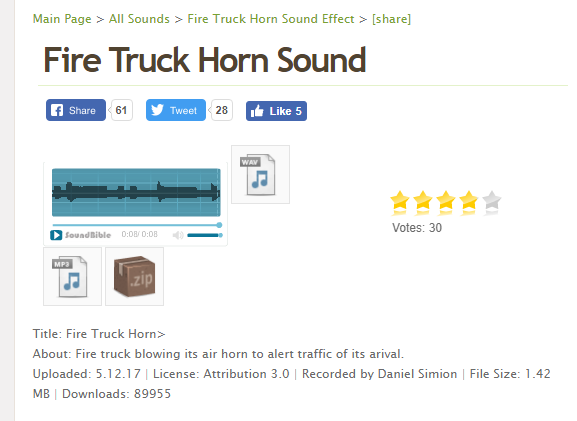 Main Page > All Sounds > Fire Truck Horn Sound Effect > [share]
Fire Truck Horn Sound
Share 61 Tweet 28 Like 5
WAV
SoundBible 0:08/ 0:08
Votes: 30
MP3 .zip
Title: Fire Truck Horn>
About: Fire truck blowing its air horn to alert traffic of its arival.
Uploaded: 5.12.17 | License: Attribution 3.0 | Recorded by Daniel Simion | File Size: 1.42
MB | Downloads: 89955